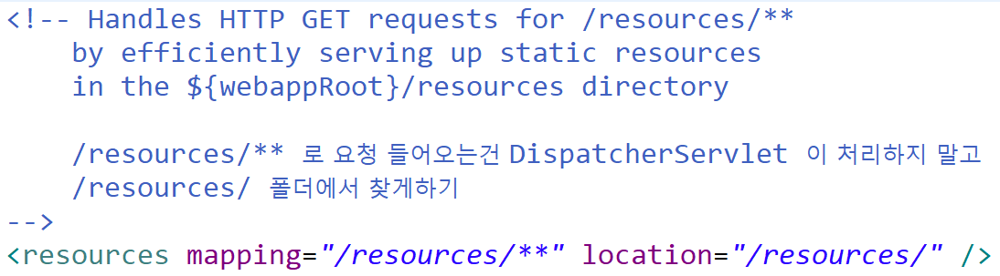 <!-- Handles HTTP GET requests for /resources/**
by efficiently serving up static resources
in the ${webappRoot}/resources directory
/resources/** 로 요청 들어오는건 DispatcherServlet 이 처리하지 말고
/resources/ 폴더에서 찾게하기
-->
<resources mapping="/resources/**" location="/resources/" />